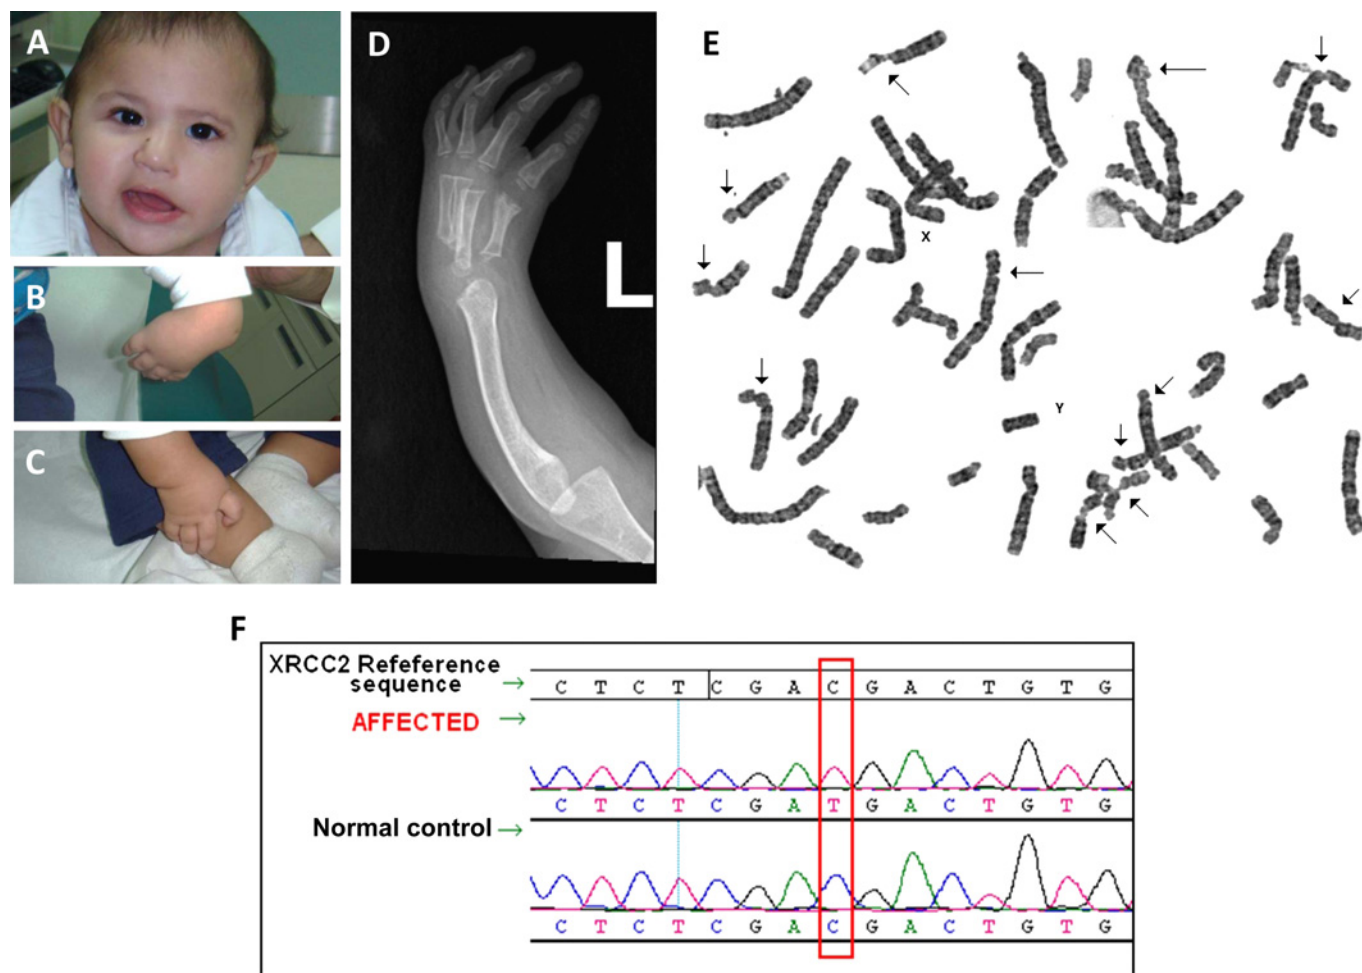 A
B
C
D
L
E
X
Y
F
XRCC2 Refeference
sequence →
C T C T C G A C G A C T G T G
AFFECTED →
C T C T C G A T G A C T G T G
Normal control →
C T C T C G A C G A C T G T G